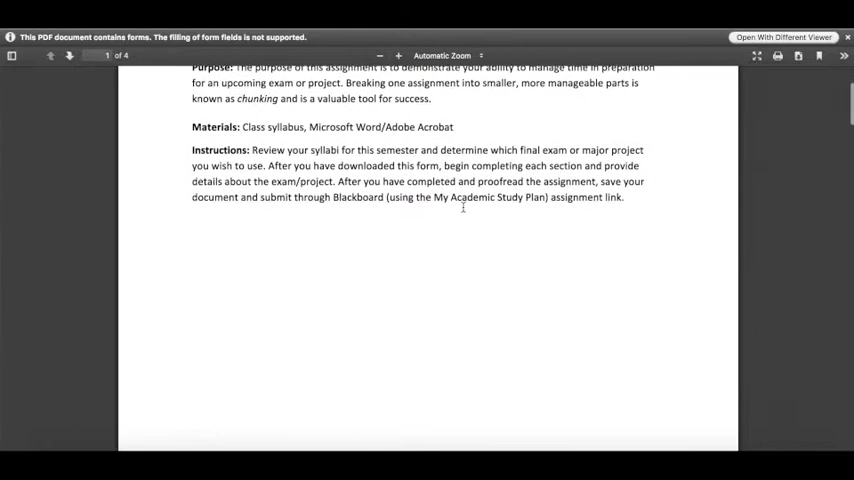 This PDF document contains forms. The filling of form fields is not supported.
Open With Different Viewer
1 of 4
Automatic Zoom
Purpose: The purpose of this assignment is to demonstrate your ability to manage time in preparation
for an upcoming exam or project. Breaking one assignment into smaller, more manageable parts is
known as chunking and is a valuable tool for success.
Materials: Class syllabus, Microsoft Word/Adobe Acrobat
Instructions: Review your syllabi for this semester and determine which final exam or major project
you wish to use. After you have downloaded this form, begin completing each section and provide
details about the exam/project. After you have completed and proofread the assignment, save your
document and submit through Blackboard (using the My Academic Study Plan) assignment link.